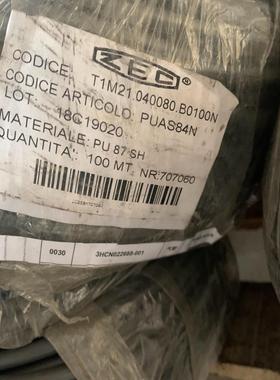 ZEC
CODICE: T1M21.040080.B0100N
CODICE ARTICOLO: PUAS84N
LOT: 18C19020
MATERIALE: PU 87 SH
QUANTITA': 100 MT. NR:707060
0030 3HCN022688-001